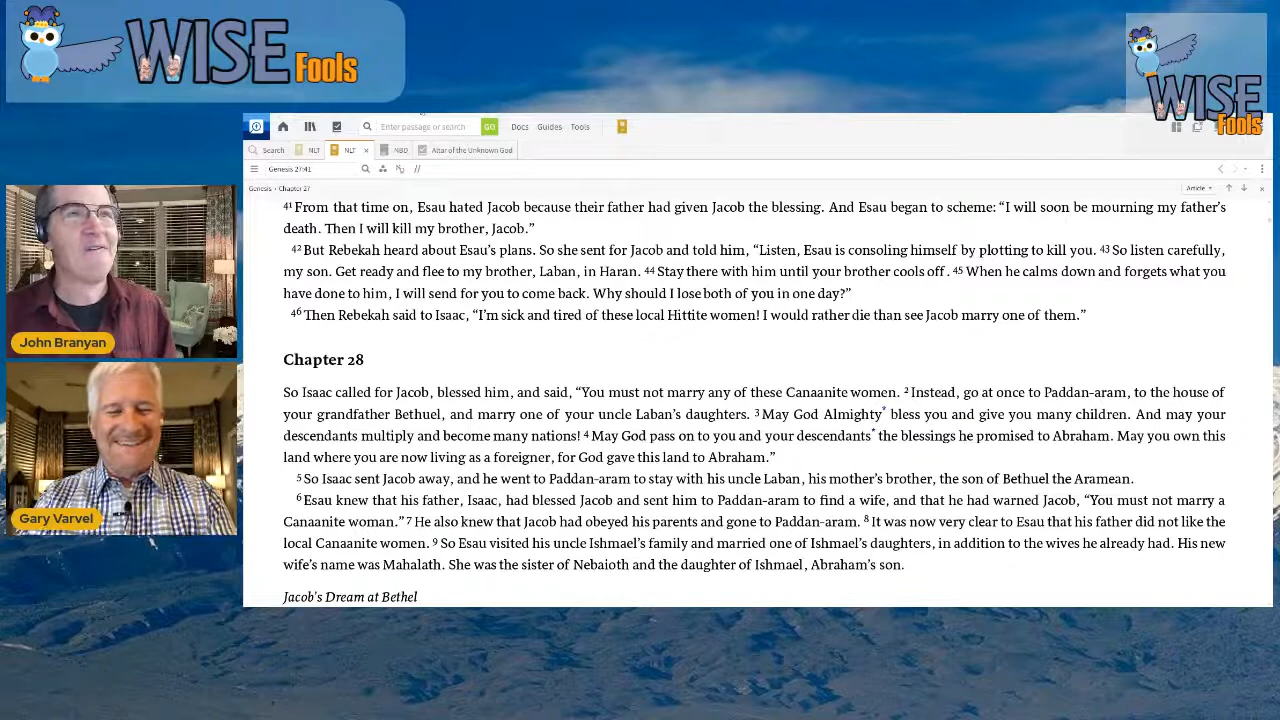 WISE Fools
WISE
Fools
Enter passage or search
GO
Docs Guides Tools
Search NLT NLT × NBD Altar of the Unknown God
Genesis 27:41
Genesis › Chapter 27
Article
41 From that time on, Esau hated Jacob because their father had given Jacob the blessing. And Esau began to scheme: “I will soon be mourning my father’s
death. Then I will kill my brother, Jacob.”
42 But Rebekah heard about Esau’s plans. So she sent for Jacob and told him, “Listen, Esau is consoling himself by plotting to kill you. 43 So listen carefully,
my son. Get ready and flee to my brother, Laban, in Haran. 44 Stay there with him until your brother cools off. 45 When he calms down and forgets what you
have done to him, I will send for you to come back. Why should I lose both of you in one day?”
46 Then Rebekah said to Isaac, “I’m sick and tired of these local Hittite women! I would rather die than see Jacob marry one of them.”
Chapter 28
So Isaac called for Jacob, blessed him, and said, “You must not marry any of these Canaanite women. 2 Instead, go at once to Paddan-aram, to the house of
your grandfather Bethuel, and marry one of your uncle Laban’s daughters. 3 May God Almighty* bless you and give you many children. And may your
descendants multiply and become many nations! 4 May God pass on to you and your descendants* the blessings he promised to Abraham. May you own this
land where you are now living as a foreigner, for God gave this land to Abraham.”
5 So Isaac sent Jacob away, and he went to Paddan-aram to stay with his uncle Laban, his mother’s brother, the son of Bethuel the Aramean.
6 Esau knew that his father, Isaac, had blessed Jacob and sent him to Paddan-aram to find a wife, and that he had warned Jacob, “You must not marry a
Canaanite woman.” 7 He also knew that Jacob had obeyed his parents and gone to Paddan-aram. 8 It was now very clear to Esau that his father did not like the
local Canaanite women. 9 So Esau visited his uncle Ishmael’s family and married one of Ishmael’s daughters, in addition to the wives he already had. His new
wife’s name was Mahalath. She was the sister of Nebaioth and the daughter of Ishmael, Abraham’s son.
Jacob’s Dream at Bethel
John Branyan
Gary Varvel